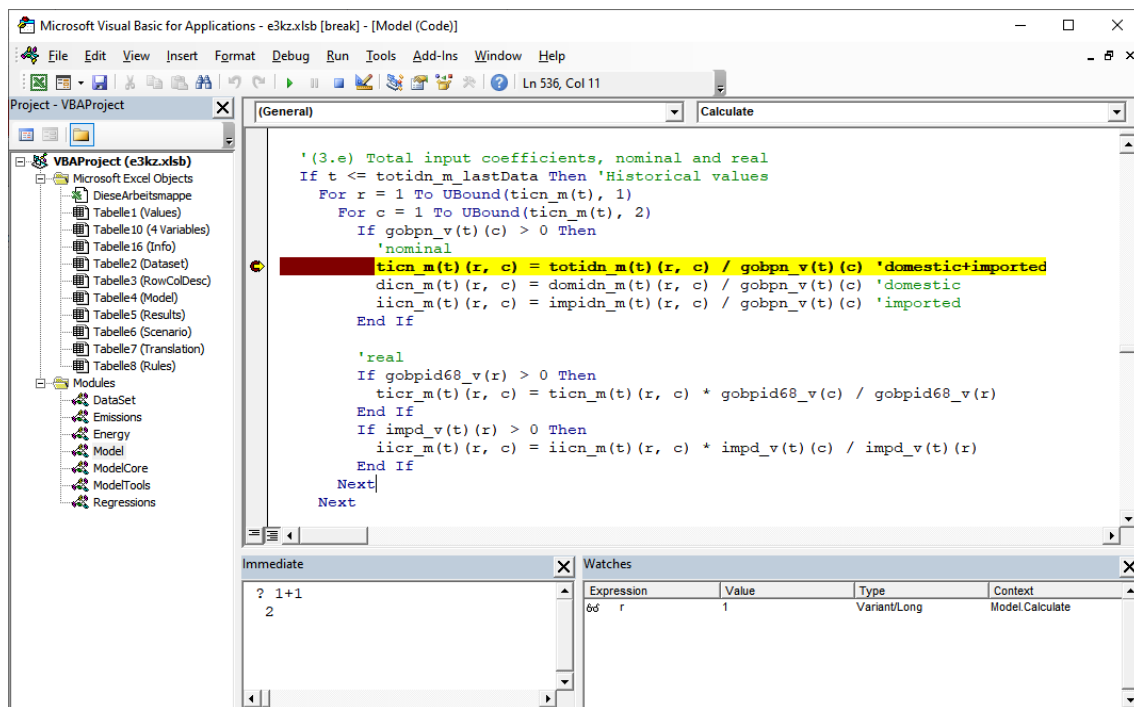 Microsoft Visual Basic for Applications - e3kz.xlsb [break] - [Model (Code)]
File Edit View Insert Format Debug Run Tools Add-Ins Window Help
Ln 536, Col 11
Project - VBAProject
VBAProject (e3kz.xlsb)
Microsoft Excel Objects
DieseArbeitsmappe
Tabelle1 (Values)
Tabelle10 (4 Variables)
Tabelle16 (Info)
Tabelle2 (Dataset)
Tabelle3 (RowColDesc)
Tabelle4 (Model)
Tabelle5 (Results)
Tabelle6 (Scenario)
Tabelle7 (Translation)
Tabelle8 (Rules)
Modules
DataSet
Emissions
Energy
Model
ModelCore
ModelTools
Regressions
(General) Calculate
'(3.e) Total input coefficients, nominal and real
If t <= totidn_m_lastData Then 'Historical values
For r = 1 To UBound(ticn_m(t), 1)
For c = 1 To UBound(ticn_m(t), 2)
If gobpn_v(t)(c) > 0 Then
'nominal
ticn_m(t)(r, c) = totidn_m(t)(r, c) / gobpn_v(t)(c) 'domestic+imported
dicn_m(t)(r, c) = domidn_m(r, c) / gobpn_v(t)(c) 'domestic
iicn_m(t)(r, c) = impidn_m(r, c) / gobpn_v(t)(c) 'imported
End If
'real
If gobpid68_v(r) > 0 Then
ticr_m(t)(r, c) = ticn_m(t)(r, c) * gobpid68_v(c) / gobpid68_v(r)
End If
If impd_v(t)(r) > 0 Then
iicr_m(t)(r, c) = iicn_m(t)(r, c) * impd_v(t)(c) / impd_v(t)(r)
End If
Next
Next
Immediate
? 1+1
2
Watches
Expression Value Type Context
r 1 Variant/Long Model.Calculate